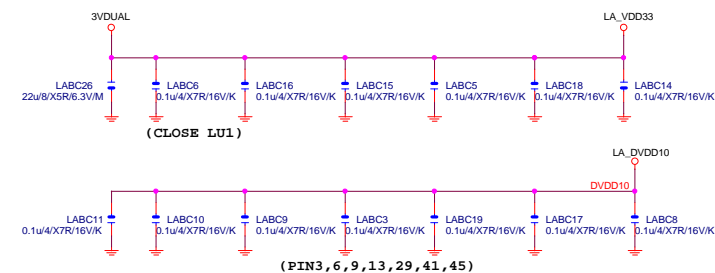 3VDUAL
LA_VDD33
LABC26
22u/8/X5R/6.3V/M
LABC6
0.1u/4/X7R/16V/K
LABC16
0.1u/4/X7R/16V/K
LABC15
0.1u/4/X7R/16V/K
LABC5
0.1u/4/X7R/16V/K
LABC18
0.1u/4/X7R/16V/K
LABC14
0.1u/4/X7R/16V/K
(CLOSE LU1)
LA_DVDD10
DVDD10
LABC11
0.1u/4/X7R/16V/K
LABC10
0.1u/4/X7R/16V/K
LABC9
0.1u/4/X7R/16V/K
LABC3
0.1u/4/X7R/16V/K
LABC19
0.1u/4/X7R/16V/K
LABC17
0.1u/4/X7R/16V/K
LABC8
0.1u/4/X7R/16V/K
(PIN3,6,9,13,29,41,45)